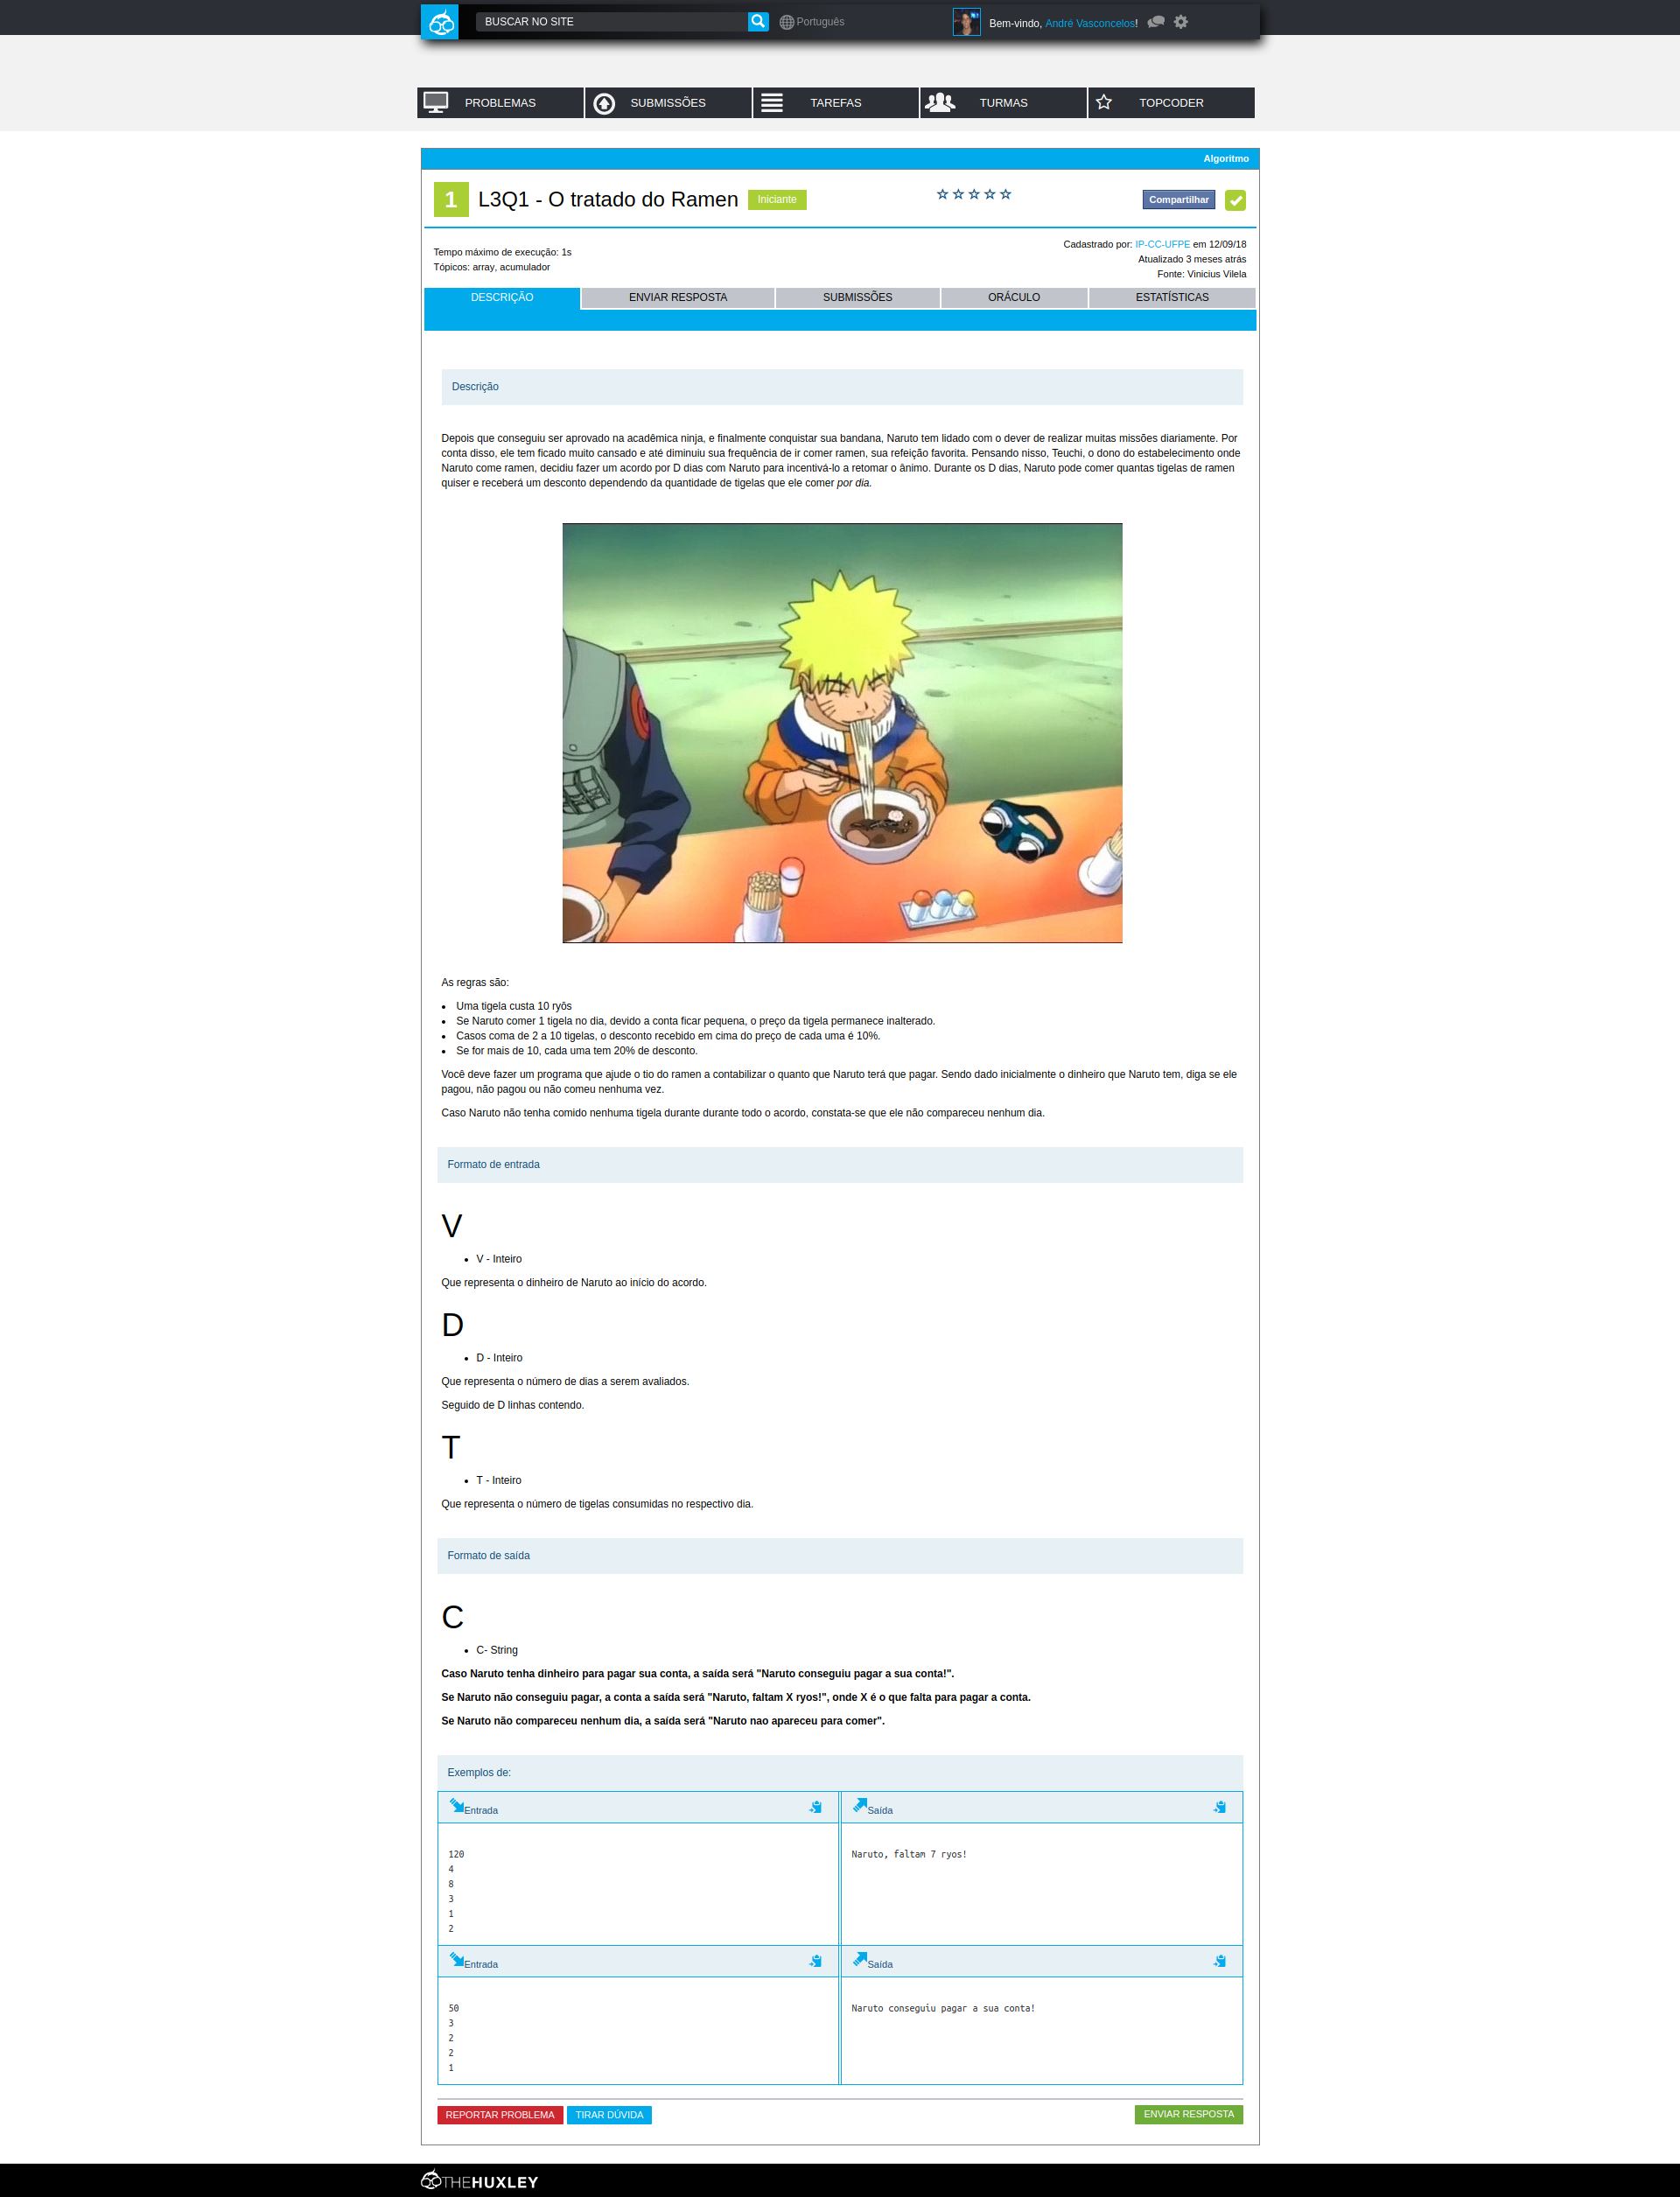 BUSCAR NO SITE
Português
Bem-vindo, André Vasconcelos!
PROBLEMAS
SUBMISSÕES
TAREFAS
TURMAS
TOPCODER
Algoritmo
1 L3Q1 - O tratado do Ramen Iniciante
Compartilhar
Tempo máximo de execução: 1s
Tópicos: array, acumulador
Cadastrado por: IP-CC-UFPE em 12/09/18
Atualizado 3 meses atrás
Fonte: Vinicius Vilela
DESCRIÇÃO
ENVIAR RESPOSTA
SUBMISSÕES
ORÁCULO
ESTATÍSTICAS
Descrição
Depois que conseguiu ser aprovado na acadêmica ninja, e finalmente conquistar sua bandana, Naruto tem lidado com o dever de realizar muitas missões diariamente. Por
conta disso, ele tem ficado muito cansado e até diminuiu sua frequência de ir comer ramen, sua refeição favorita. Pensando nisso, Teuchi, o dono do estabelecimento onde
Naruto come ramen, decidiu fazer um acordo por D dias com Naruto para incentivá-lo a retomar o ânimo. Durante os D dias, Naruto pode comer quantas tigelas de ramen
quiser e receberá um desconto dependendo da quantidade de tigelas que ele comer por dia.
As regras são:
• Uma tigela custa 10 ryōs
• Se Naruto comer 1 tigela no dia, devido a conta ficar pequena, o preço da tigela permanece inalterado.
• Casos coma de 2 a 10 tigelas, o desconto recebido em cima do preço de cada uma é 10%.
• Se for mais de 10, cada uma tem 20% de desconto.
Você deve fazer um programa que ajude o tio do ramen a contabilizar o quanto que Naruto terá que pagar. Sendo dado inicialmente o dinheiro que Naruto tem, diga se ele
pagou, não pagou ou não comeu nenhuma vez.
Caso Naruto não tenha comido nenhuma tigela durante durante todo o acordo, constata-se que ele não compareceu nenhum dia.
Formato de entrada
V
• V - Inteiro
Que representa o dinheiro de Naruto ao início do acordo.
D
• D - Inteiro
Que representa o número de dias a serem avaliados.
Seguido de D linhas contendo.
T
• T - Inteiro
Que representa o número de tigelas consumidas no respectivo dia.
Formato de saída
C
• C- String
Caso Naruto tenha dinheiro para pagar sua conta, a saída será "Naruto conseguiu pagar a sua conta!".
Se Naruto não conseguiu pagar, a conta a saída será "Naruto, faltam X ryos!", onde X é o que falta para pagar a conta.
Se Naruto não compareceu nenhum dia, a saída será "Naruto nao apareceu para comer".
Exemplos de:
Entrada
Saída
120
4
8
3
1
2
Naruto, faltam 7 ryos!
Entrada
Saída
50
3
2
2
1
Naruto conseguiu pagar a sua conta!
REPORTAR PROBLEMA
TIRAR DÚVIDA
ENVIAR RESPOSTA
THEHUXLEY